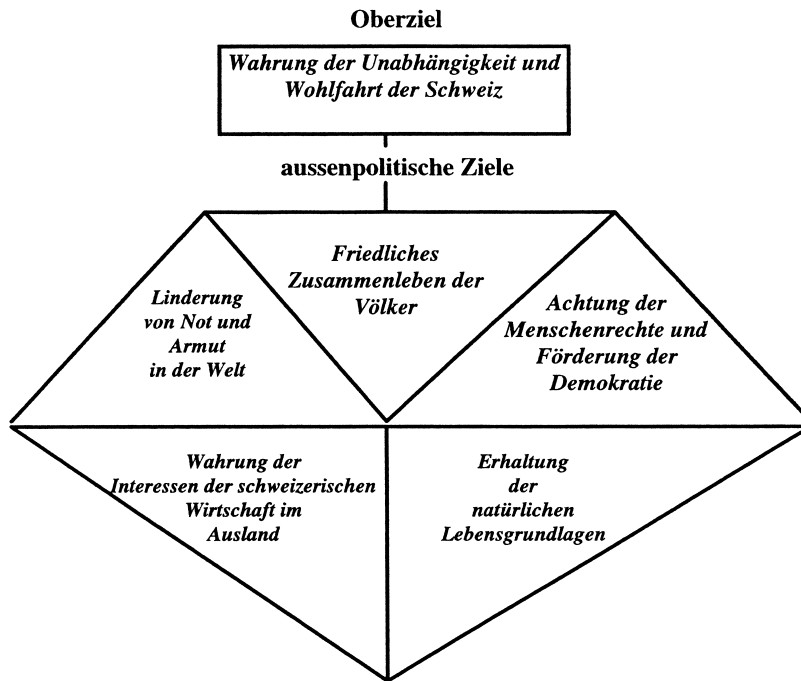 Oberziel
Wahrung der Unabhängigkeit und
Wohlfahrt der Schweiz
aussenpolitische Ziele
Linderung
von Not und
Armut
in der Welt
Friedliches
Zusammenleben der
Völker
Achtung der
Menschenrechte und
Förderung der
Demokratie
Wahrung der
Interessen der schweizerischen
Wirtschaft im
Ausland
Erhaltung
der
natürlichen
Lebensgrundlagen